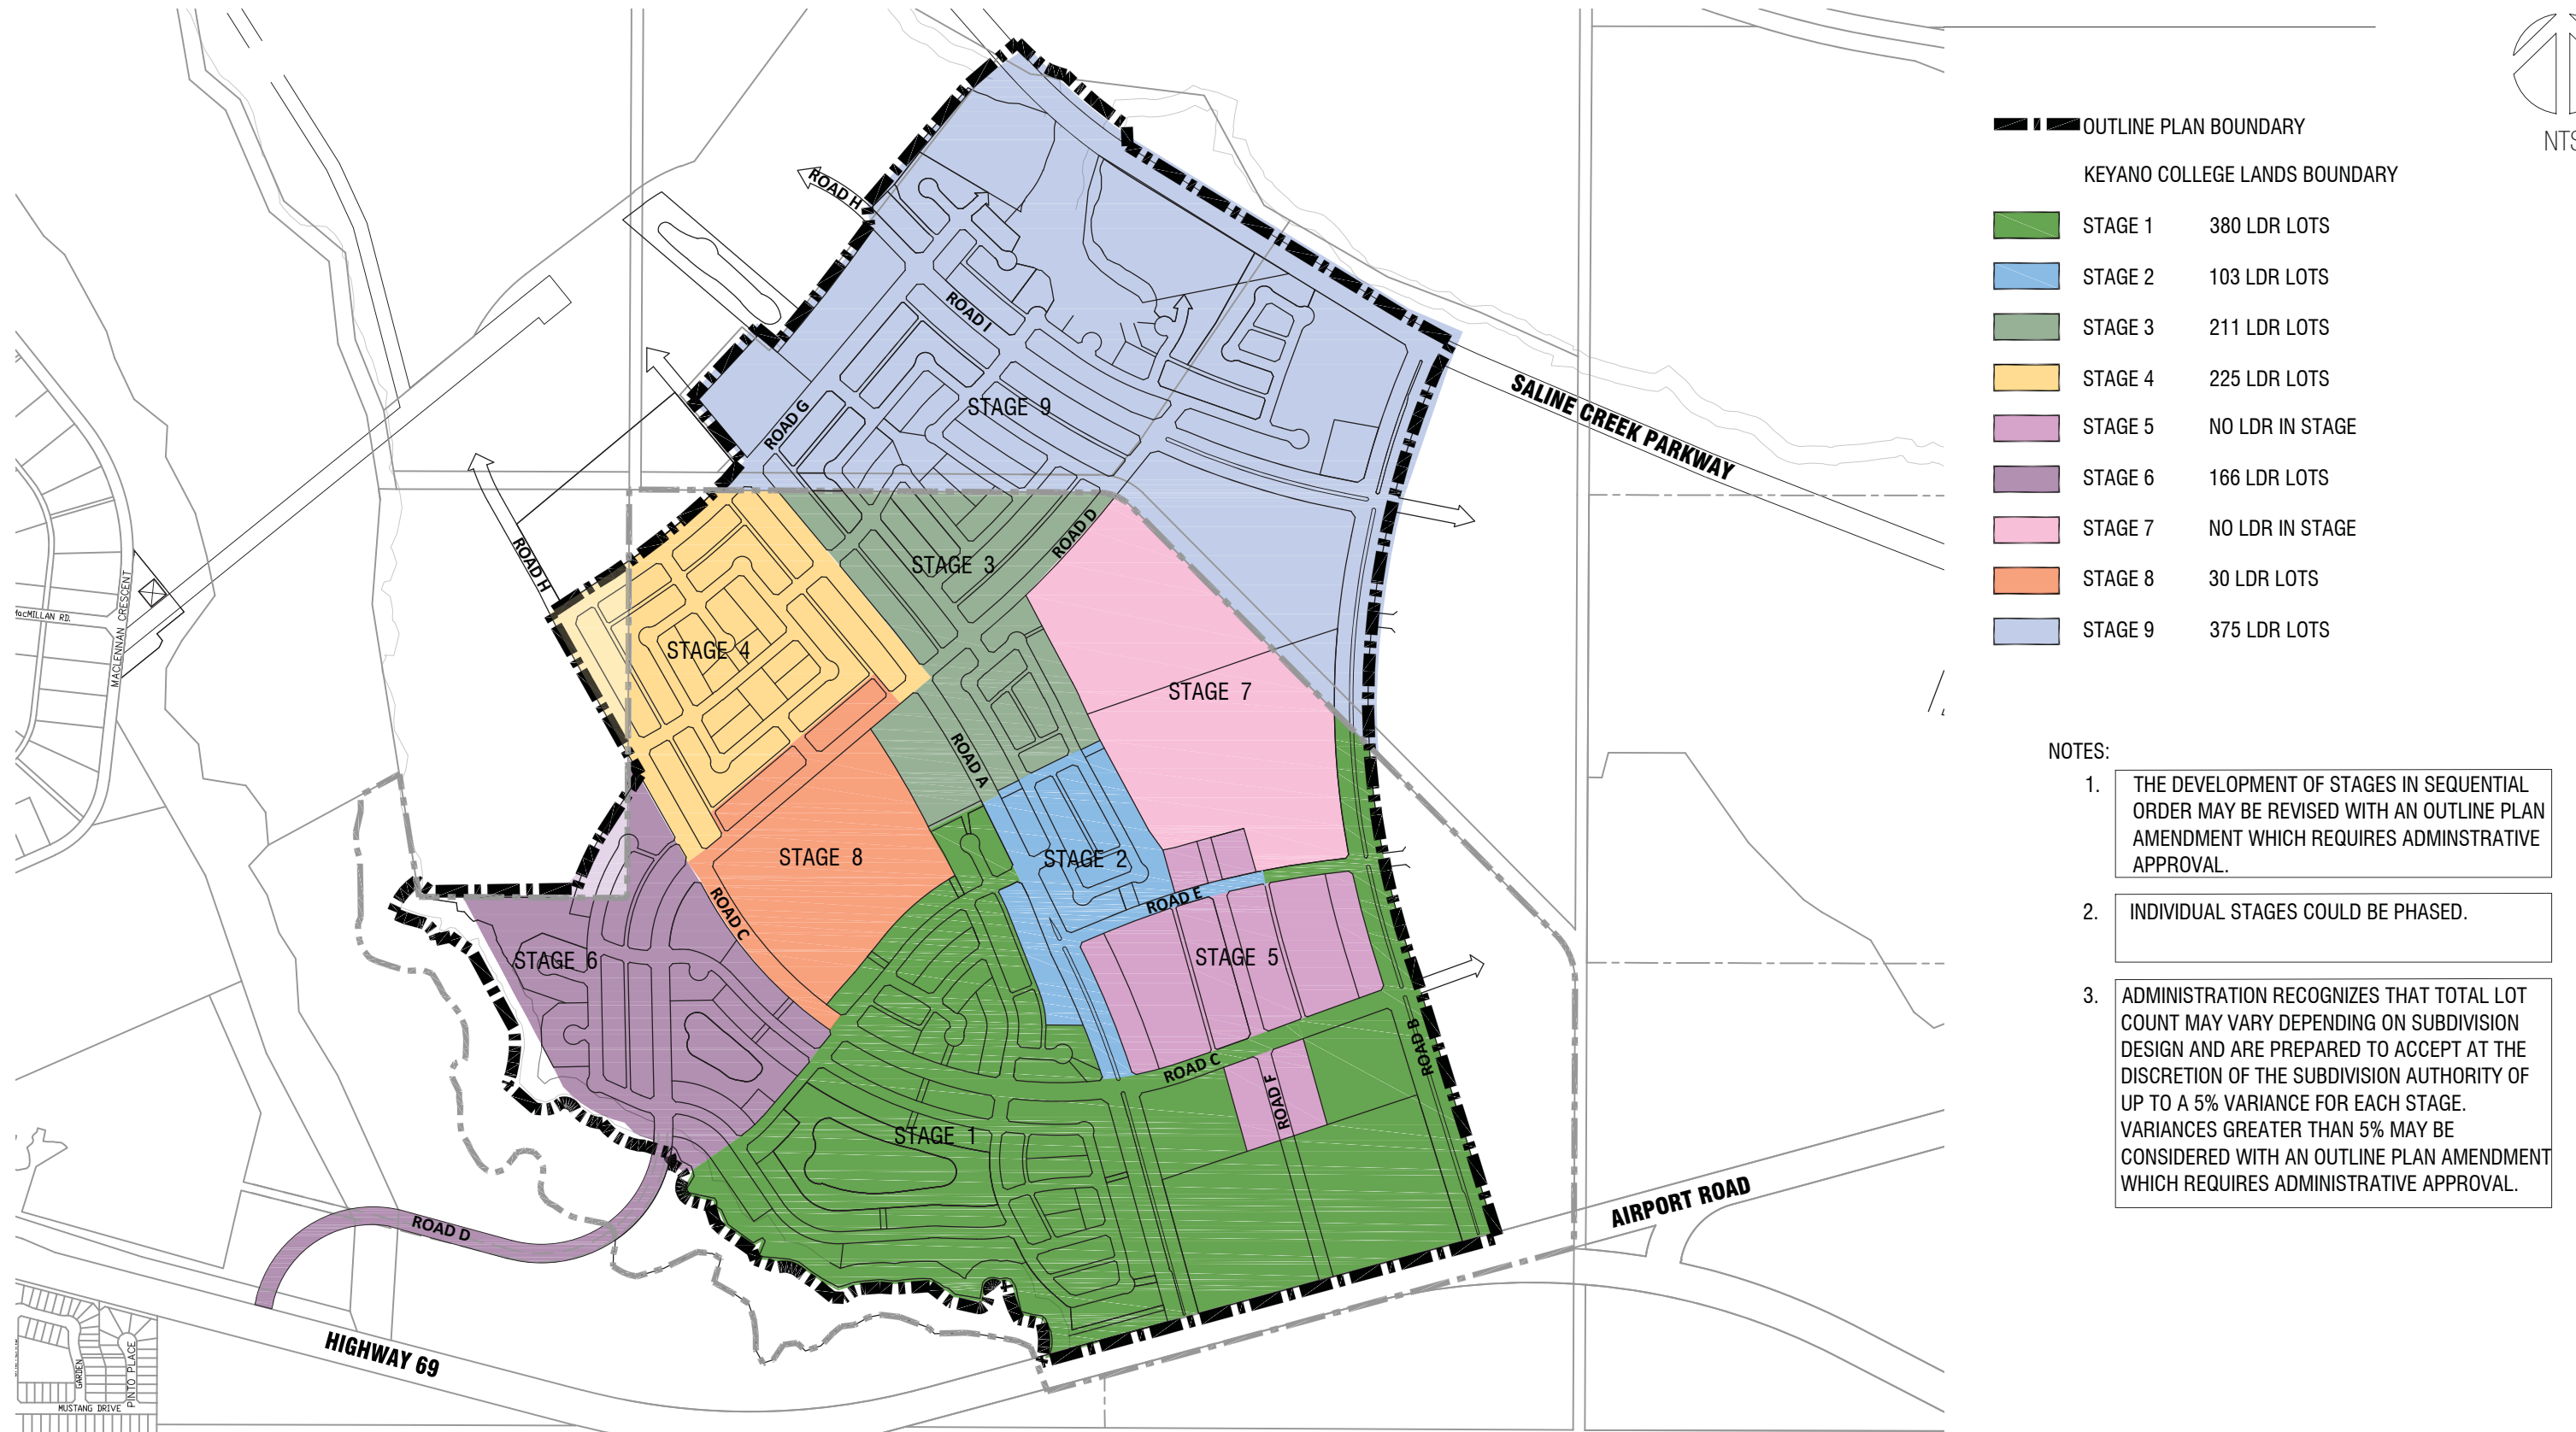 NTS
OUTLINE PLAN BOUNDARY
KEYANO COLLEGE LANDS BOUNDARY
STAGE 1 380 LDR LOTS
STAGE 2 103 LDR LOTS
STAGE 3 211 LDR LOTS
STAGE 4 225 LDR LOTS
STAGE 5 NO LDR IN STAGE
STAGE 6 166 LDR LOTS
STAGE 7 NO LDR IN STAGE
STAGE 8 30 LDR LOTS
STAGE 9 375 LDR LOTS
NOTES:
1. THE DEVELOPMENT OF STAGES IN SEQUENTIAL
ORDER MAY BE REVISED WITH AN OUTLINE PLAN
AMENDMENT WHICH REQUIRES ADMINSTRATIVE
APPROVAL.
2. INDIVIDUAL STAGES COULD BE PHASED.
3. ADMINISTRATION RECOGNIZES THAT TOTAL LOT
COUNT MAY VARY DEPENDING ON SUBDIVISION
DESIGN AND ARE PREPARED TO ACCEPT AT THE
DISCRETION OF THE SUBDIVISION AUTHORITY OF
UP TO A 5% VARIANCE FOR EACH STAGE.
VARIANCES GREATER THAN 5% MAY BE
CONSIDERED WITH AN OUTLINE PLAN AMENDMENT
WHICH REQUIRES ADMINISTRATIVE APPROVAL.
ROAD H
ROAD I
ROAD G
STAGE 9
SALINE CREEK PARKWAY
ROAD H
ROAD D
STAGE 3
STAGE 4
STAGE 7
MacMILLAN RD.
MACLENNAN CRESCENT
ROAD A
STAGE 8
STAGE 2
ROAD E
ROAD C
STAGE 6
STAGE 5
ROAD C
ROAD B
ROAD F
STAGE 1
AIRPORT ROAD
ROAD D
HIGHWAY 69
GARDEN
PINTO PLACE
MUSTANG DRIVE